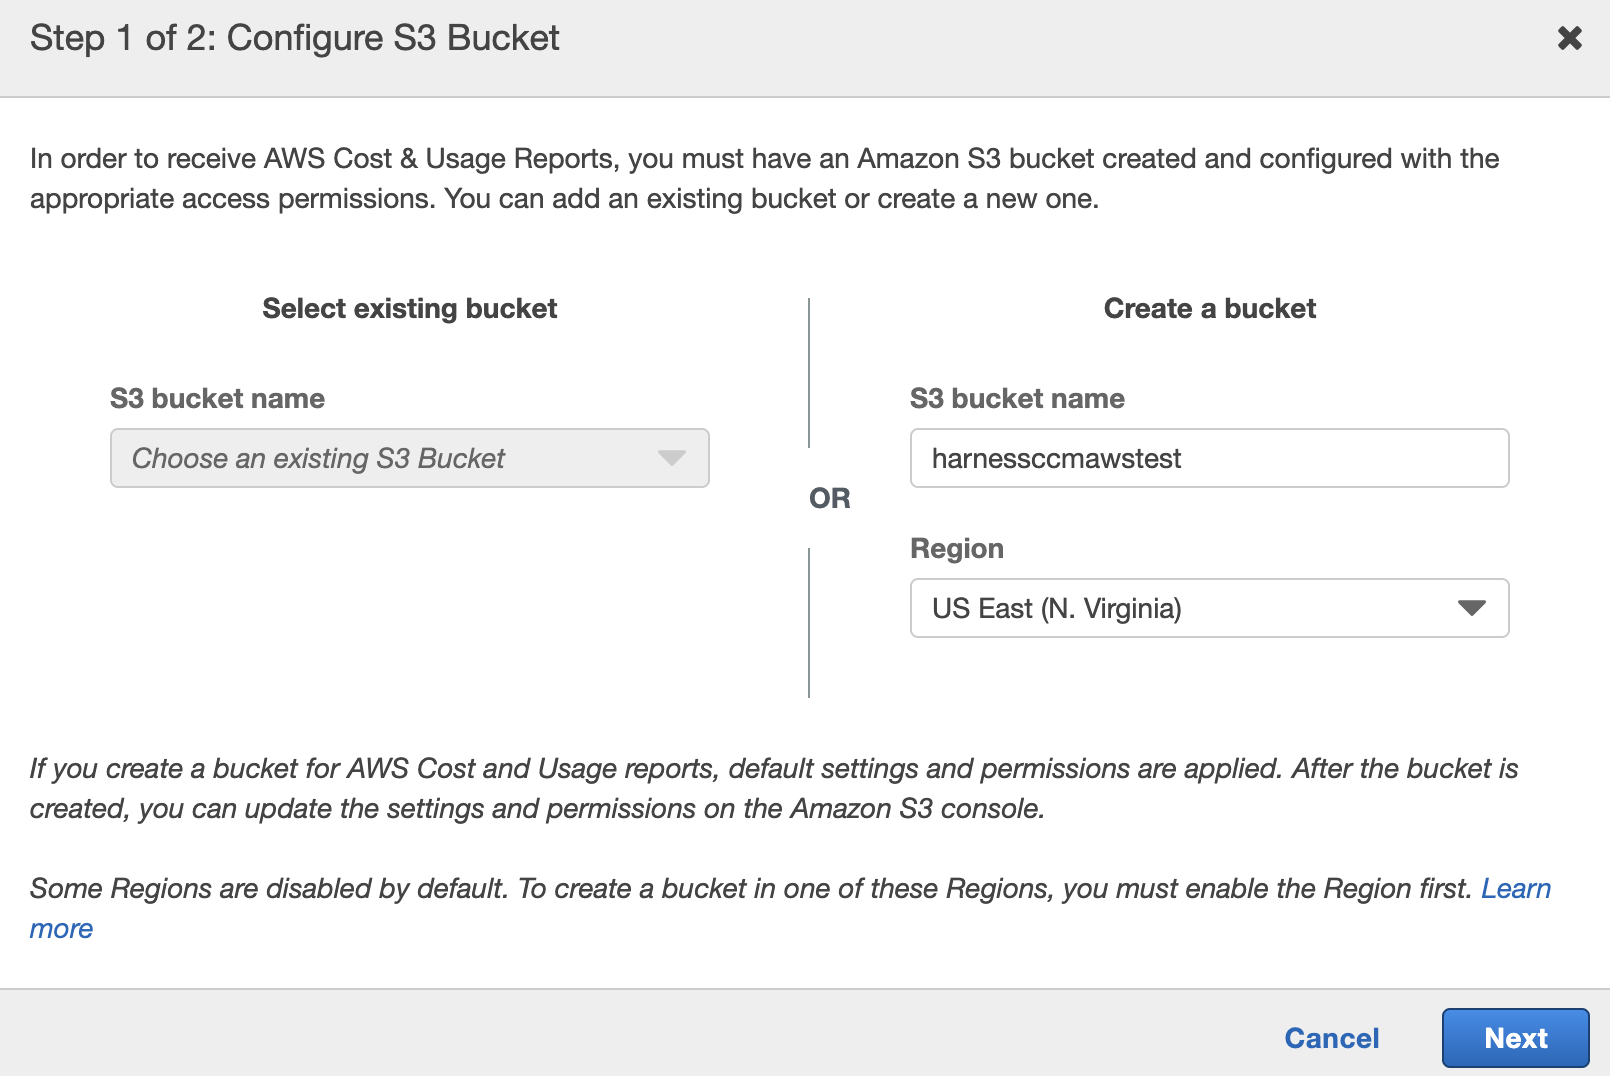 Step 1 of 2: Configure S3 Bucket
In order to receive AWS Cost & Usage Reports, you must have an Amazon S3 bucket created and configured with the
appropriate access permissions. You can add an existing bucket or create a new one.
Select existing bucket
S3 bucket name
Choose an existing S3 Bucket
OR
Create a bucket
S3 bucket name
harnessccmawstest
Region
US East (N. Virginia)
If you create a bucket for AWS Cost and Usage reports, default settings and permissions are applied. After the bucket is
created, you can update the settings and permissions on the Amazon S3 console.
Some Regions are disabled by default. To create a bucket in one of these Regions, you must enable the Region first. Learn
more
Cancel
Next